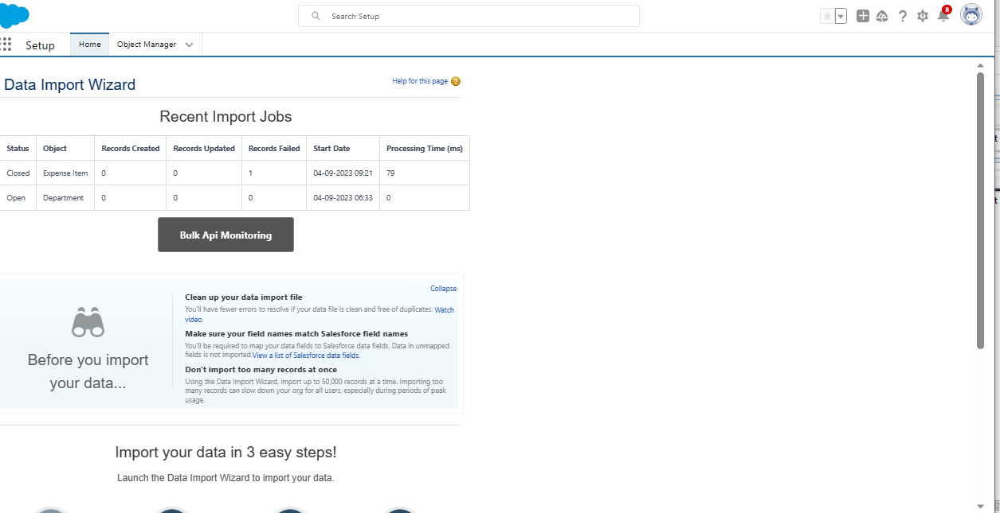 Search Setup
8
Setup
Home
Object Manager
Data Import Wizard
Help for this page ?
Recent Import Jobs
Status Object Records Created Records Updated Records Failed Start Date Processing Time (ms)
Closed Expense Item 0 0 1 04-09-2023 09:21 79
Open Department 0 0 0 04-09-2023 06:33 0
Bulk Api Monitoring
Collapse
Before you import
your data...
Clean up your data import file
You'll have fewer errors to resolve if your data file is clean and free of duplicates. Watch
video
Make sure your field names match Salesforce field names
You'll be required to map your data fields to Salesforce data fields. Data in unmapped
fields is not imported.View a list of Salesforce data fields.
Don't import too many records at once
Using the Data Import Wizard, import up to 50,000 records at a time. Importing too
many records can slow down your org for all users, especially during periods of peak
usage.
Import your data in 3 easy steps!
Launch the Data Import Wizard to import your data.